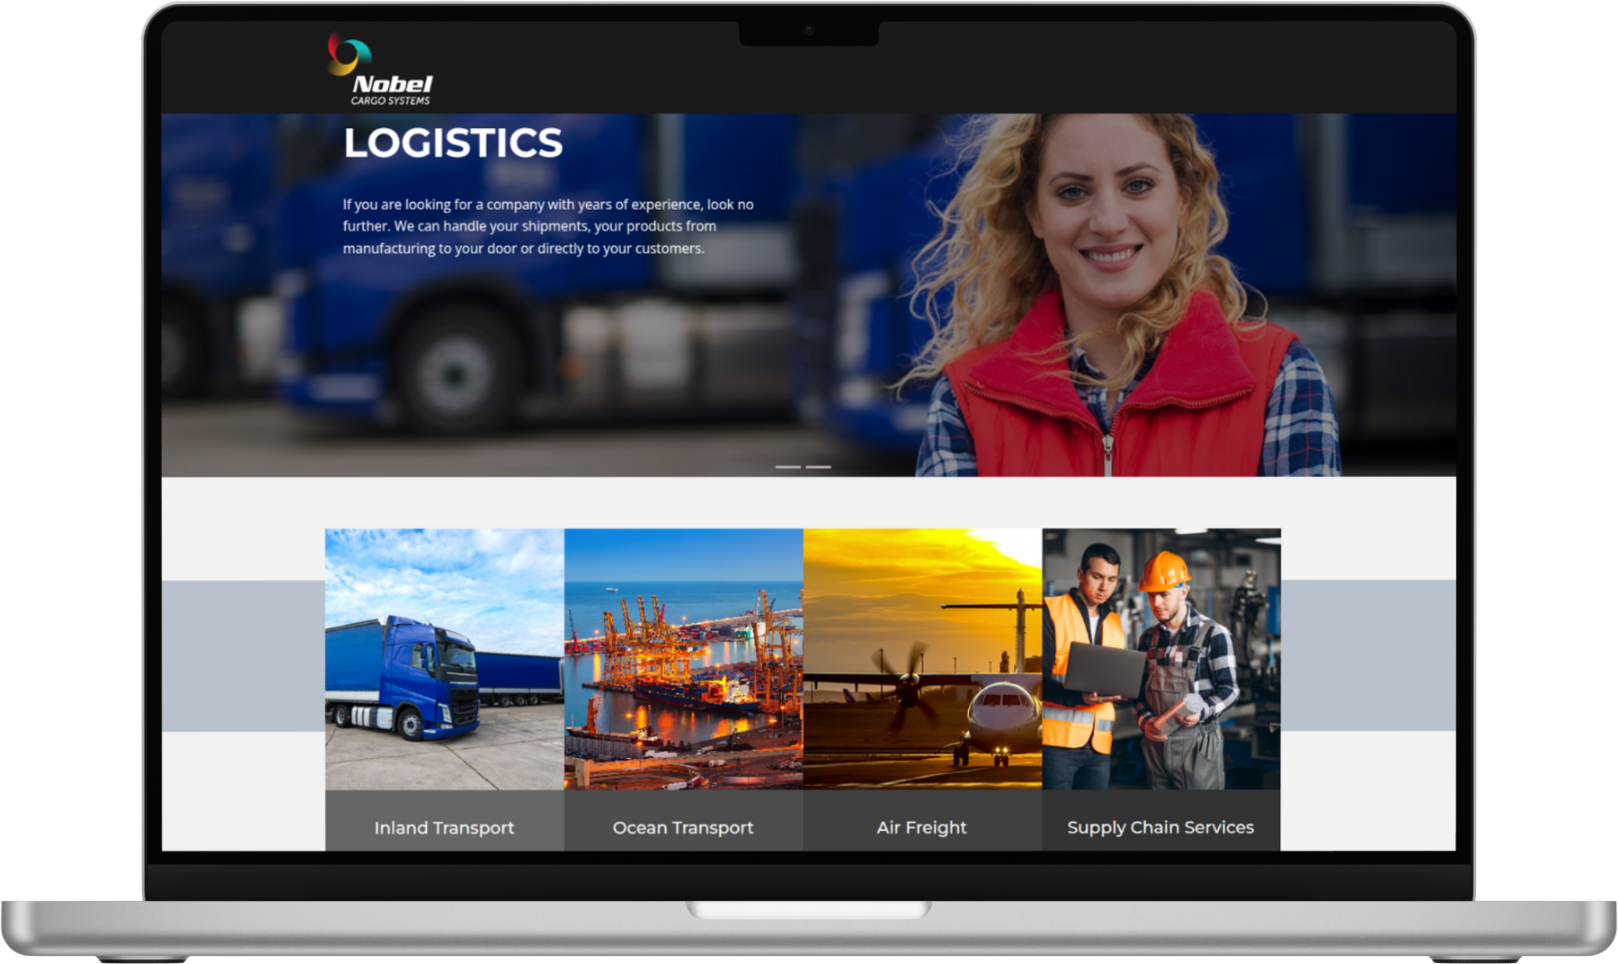 Nobel
CARGO SYSTEMS
LOGISTICS
If you are looking for a company with years of experience, look no
further. We can handle your shipments, your products from
manufacturing to your door or directly to your customers.
Inland Transport
Ocean Transport
Air Freight
Supply Chain Services